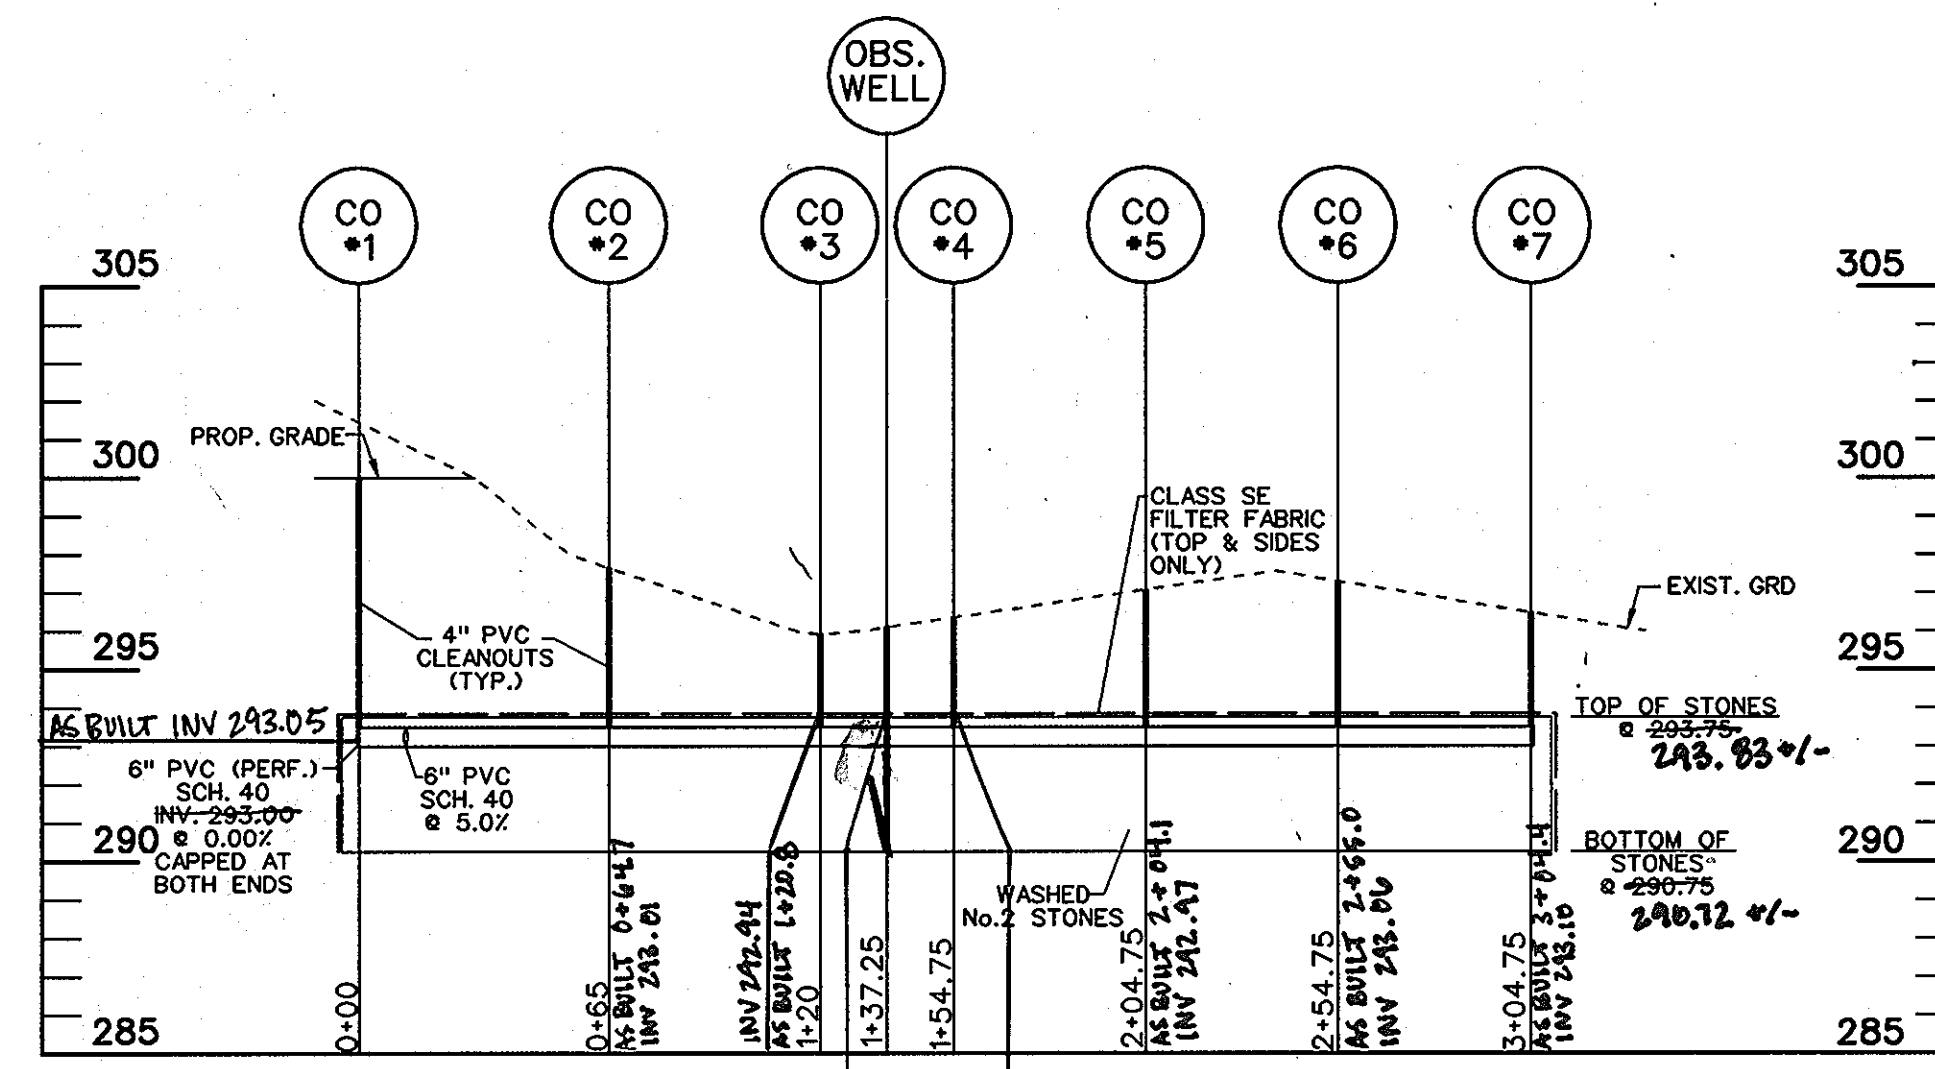 OBS.
WELL
CO
#1
CO
#2
CO
#3
CO
#4
CO
#5
CO
#6
CO
#7
305
300
295
290
285
305
300
295
290
285
PROP. GRADE
4" PVC
CLEANOUTS
(TYP.)
CLASS SE
FILTER FABRIC
(TOP & SIDES
ONLY)
EXIST. GRD
AS BUILT INV 293.05
6" PVC (PERF.)
SCH. 40
INV. 293.00
@ 0.00%
CAPPED AT
BOTH ENDS
6" PVC
SCH. 40
@ 5.0%
TOP OF STONES
@ 293.75
293.83 +/-
BOTTOM OF
STONES
@ 290.75
290.72 +/-
WASHED
No.2 STONES
0+00
0+65
AS BUILT 0+64.7
INV 293.01
INV 292.94
AS BUILT 1+20.8
1+20
1+37.25
1+54.75
2+04.75
AS BUILT 2+04.1
INV 292.97
2+54.75
AS BUILT 2+55.0
INV 293.06
3+04.75
AS BUILT 3+04.4
INV 293.10